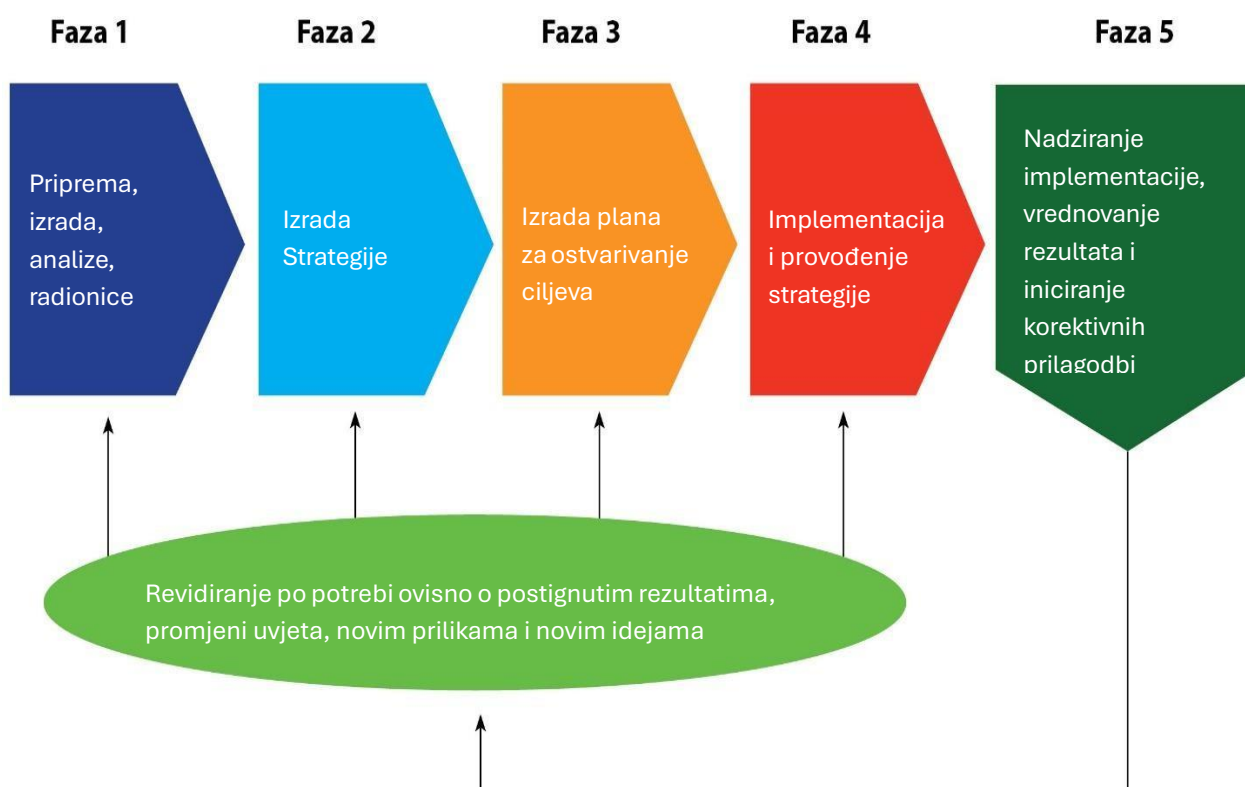 Faza 1
Faza 2
Faza 3
Faza 4
Faza 5
Priprema,
izrada,
analize,
radionice
Izrada
Strategije
Izrada plana
za ostvarivanje
ciljeva
Implementacija
i provođenje
strategije
Nadziranje
implementacije,
vrednovanje
rezultata i
iniciranje
korektivnih
prilagodbi
Revidiranje po potrebi ovisno o postignutim rezultatima,
promjeni uvjeta, novim prilikama i novim idejama